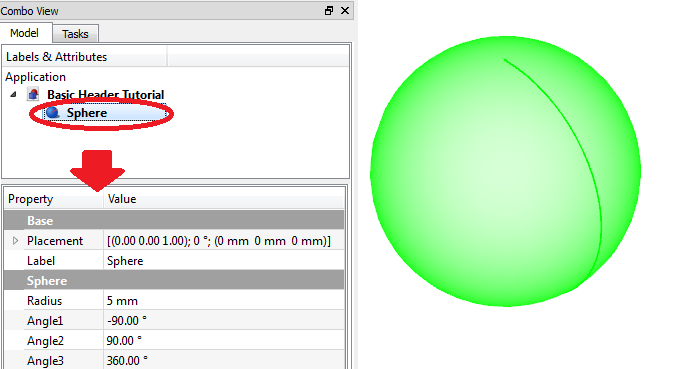 Combo View
Model Tasks
Labels & Attributes
Application
Basic Header Tutorial
Sphere
Property Value
Base
Placement [(0.00 0.00 1.00); 0 °; (0 mm 0 mm 0 mm)]
Label Sphere
Sphere
Radius 5 mm
Angle1 -90.00 °
Angle2 90.00 °
Angle3 360.00 °